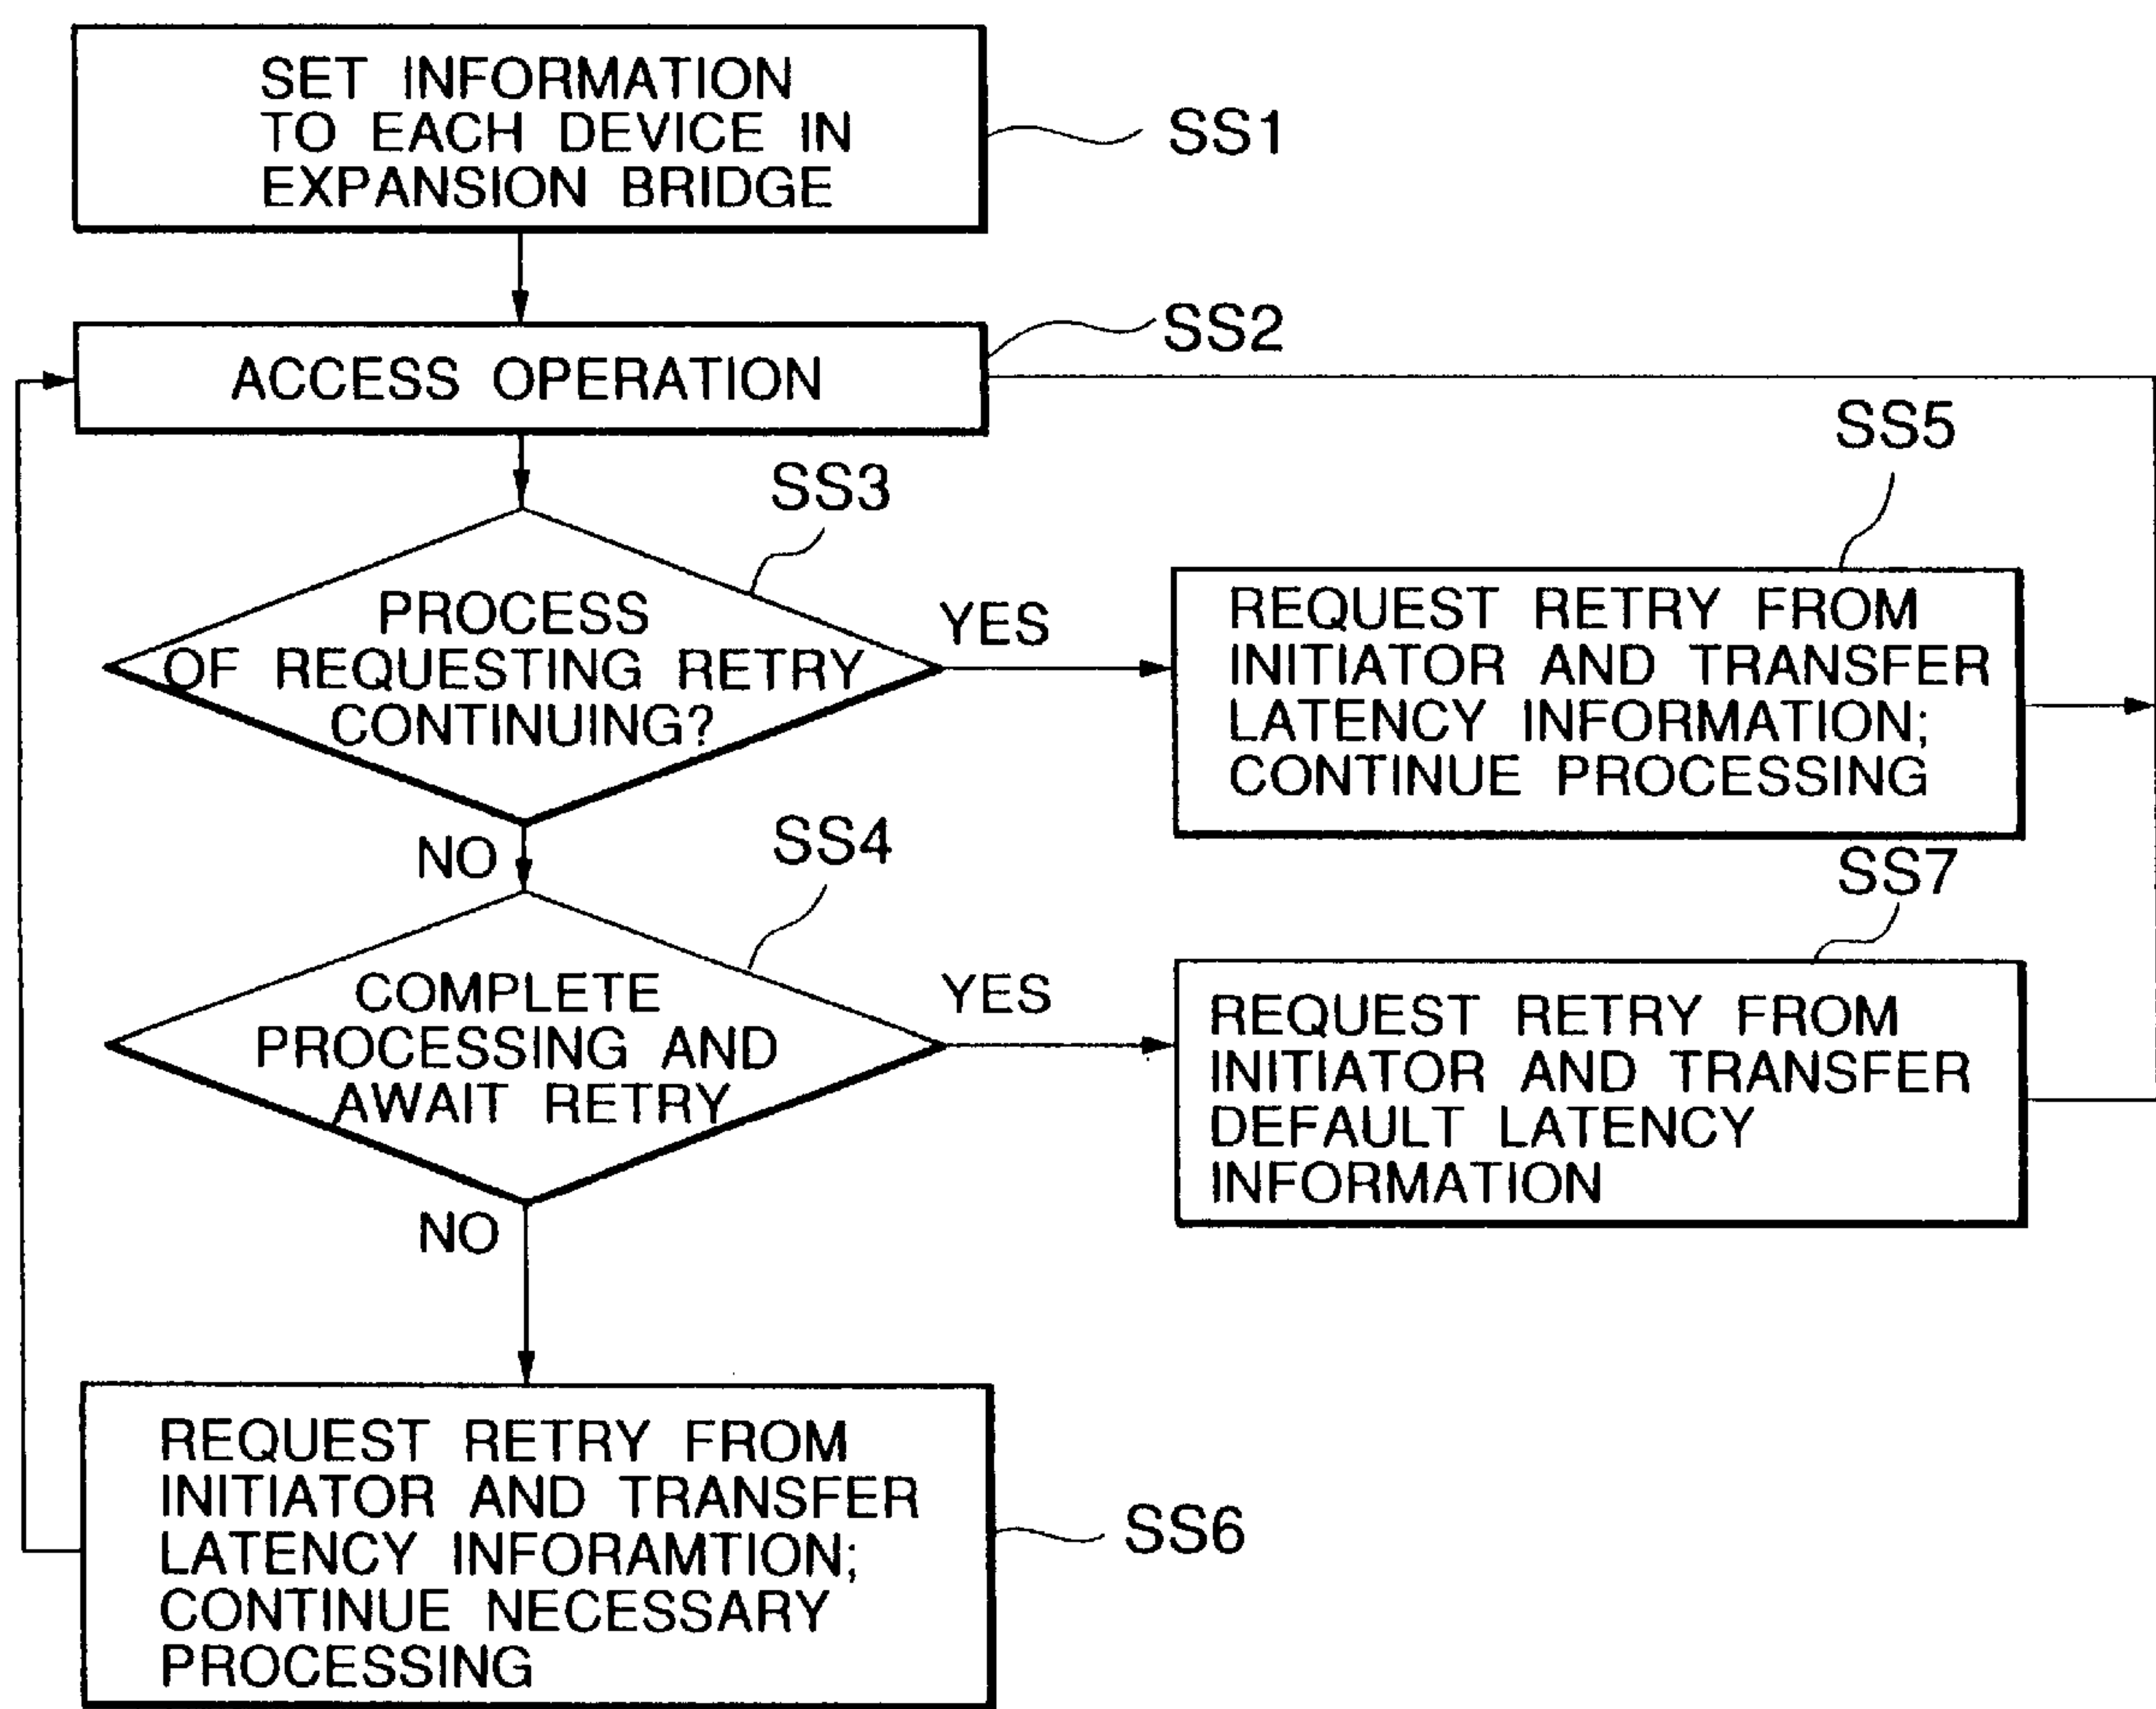 SET INFORMATION
TO EACH DEVICE IN
EXPANSION BRIDGE
SS1
ACCESS OPERATION
SS2
SS3
PROCESS
OF REQUESTING RETRY
CONTINUING?
YES
NO
SS5
REQUEST RETRY FROM
INITIATOR AND TRANSFER
LATENCY INFORMATION;
CONTINUE PROCESSING
SS4
COMPLETE
PROCESSING AND
AWAIT RETRY
YES
NO
SS7
REQUEST RETRY FROM
INITIATOR AND TRANSFER
DEFAULT LATENCY
INFORMATION
REQUEST RETRY FROM
INITIATOR AND TRANSFER
LATENCY INFORAMTION;
CONTINUE NECESSARY
PROCESSING
SS6